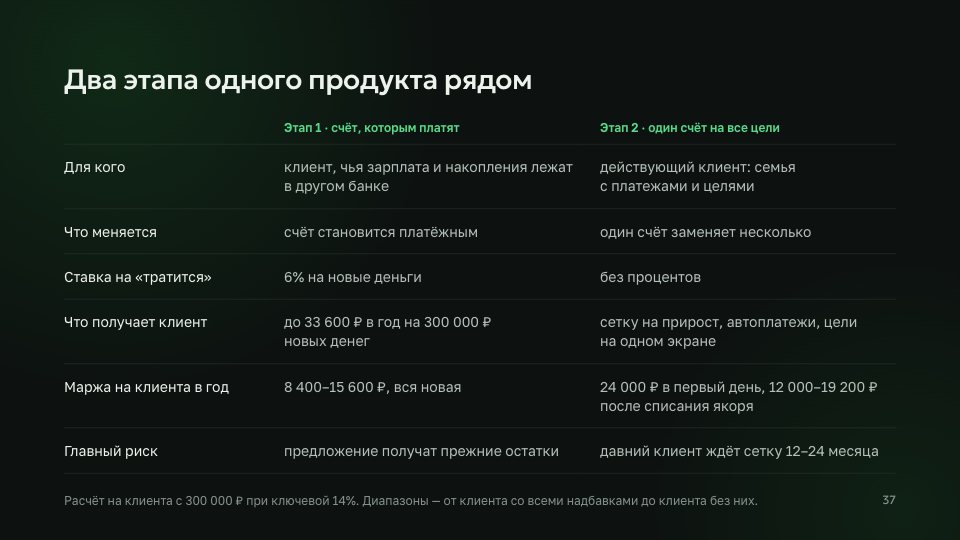 Два этапа одного продукта рядом
Этап 1 · счёт, которым платят
Этап 2 · один счёт на все цели
Для кого
клиент, чья зарплата и накопления лежат
в другом банке
действующий клиент: семья
с платежами и целями
Что меняется
счёт становится платёжным
один счёт заменяет несколько
Ставка на «тратится»
6% на новые деньги
без процентов
Что получает клиент
до 33 600 ₽ в год на 300 000 ₽
новых денег
сетку на прирост, автоплатежи, цели
на одном экране
Маржа на клиента в год
8 400–15 600 ₽, вся новая
24 000 ₽ в первый день, 12 000–19 200 ₽
после списания якоря
Главный риск
предложение получат прежние остатки
давний клиент ждёт сетку 12–24 месяца
Расчёт на клиента с 300 000 ₽ при ключевой 14%. Диапазоны — от клиента со всеми надбавками до клиента без них.
37